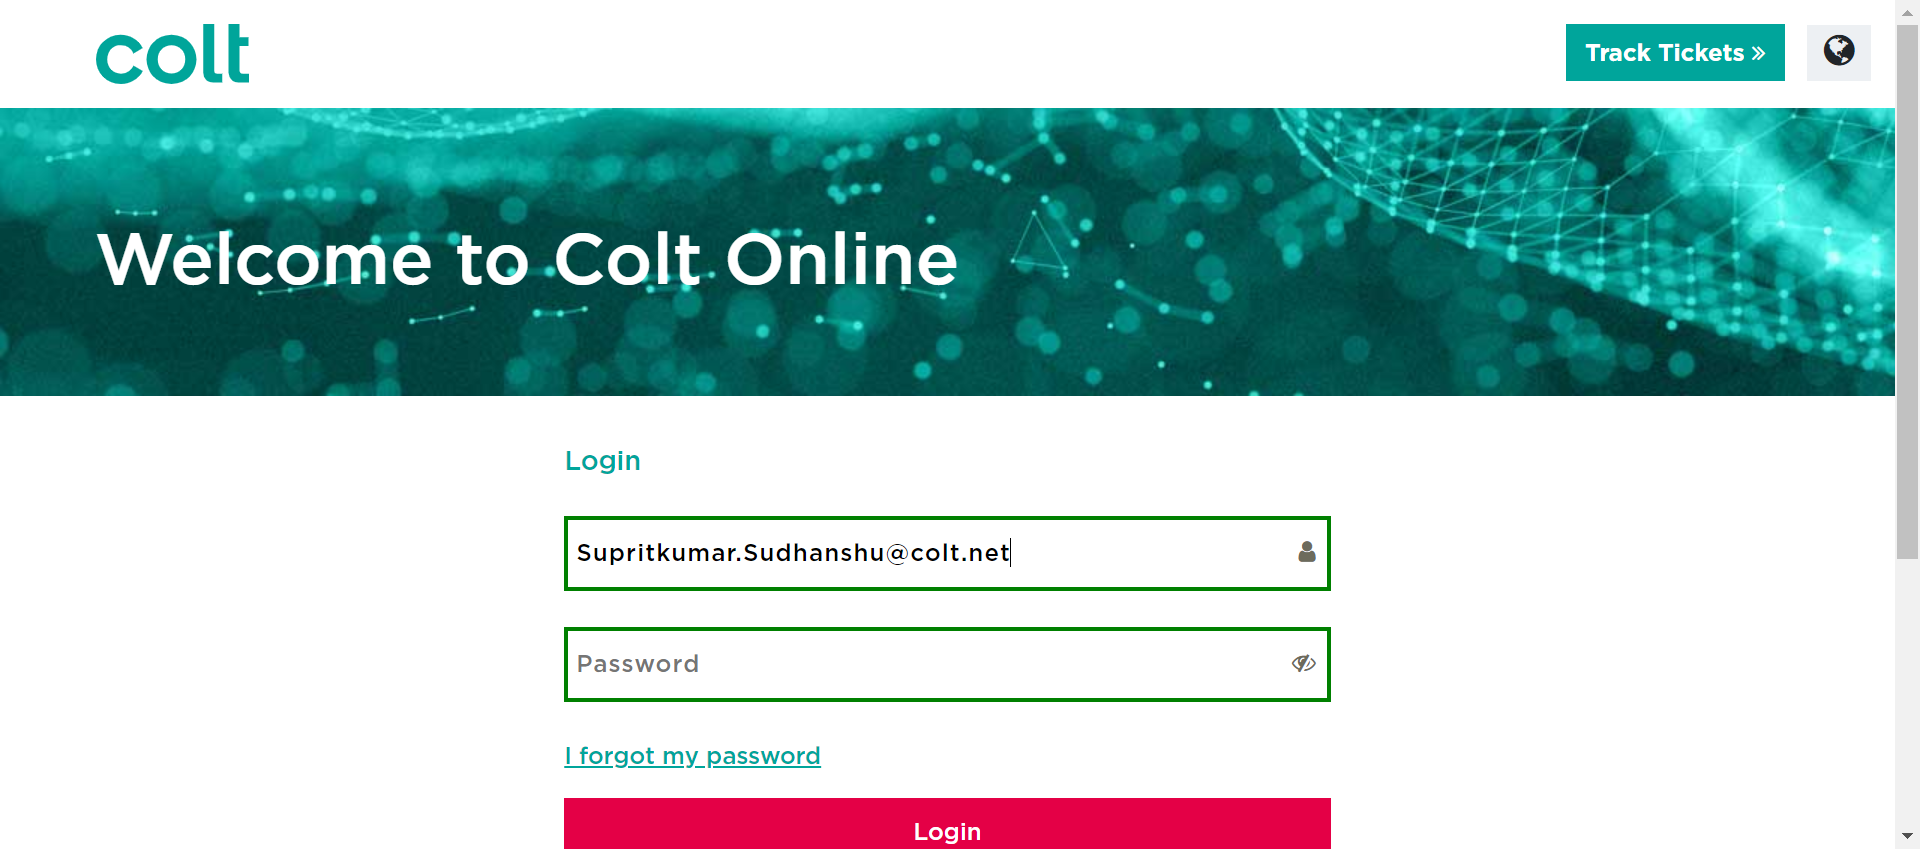 colt
Track Tickets »
Welcome to Colt Online
Login
Supritkumar.Sudhanshu@colt.net
Password
I forgot my password
Login